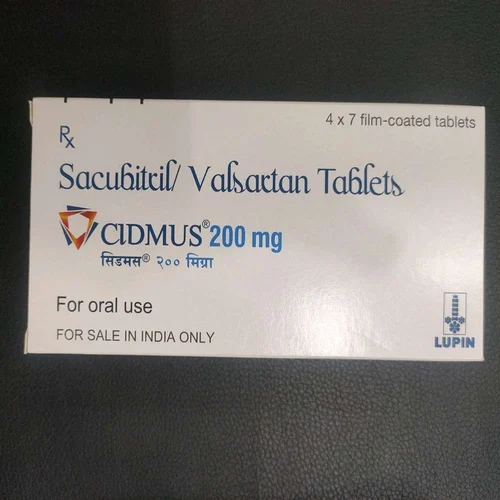 4 x 7 film-coated tablets
Rx
Sacubitril/ Valsartan Tablets
CIDMUS® 200 mg
सिडमस® २०० मिग्रा
For oral use
FOR SALE IN INDIA ONLY
LUPIN